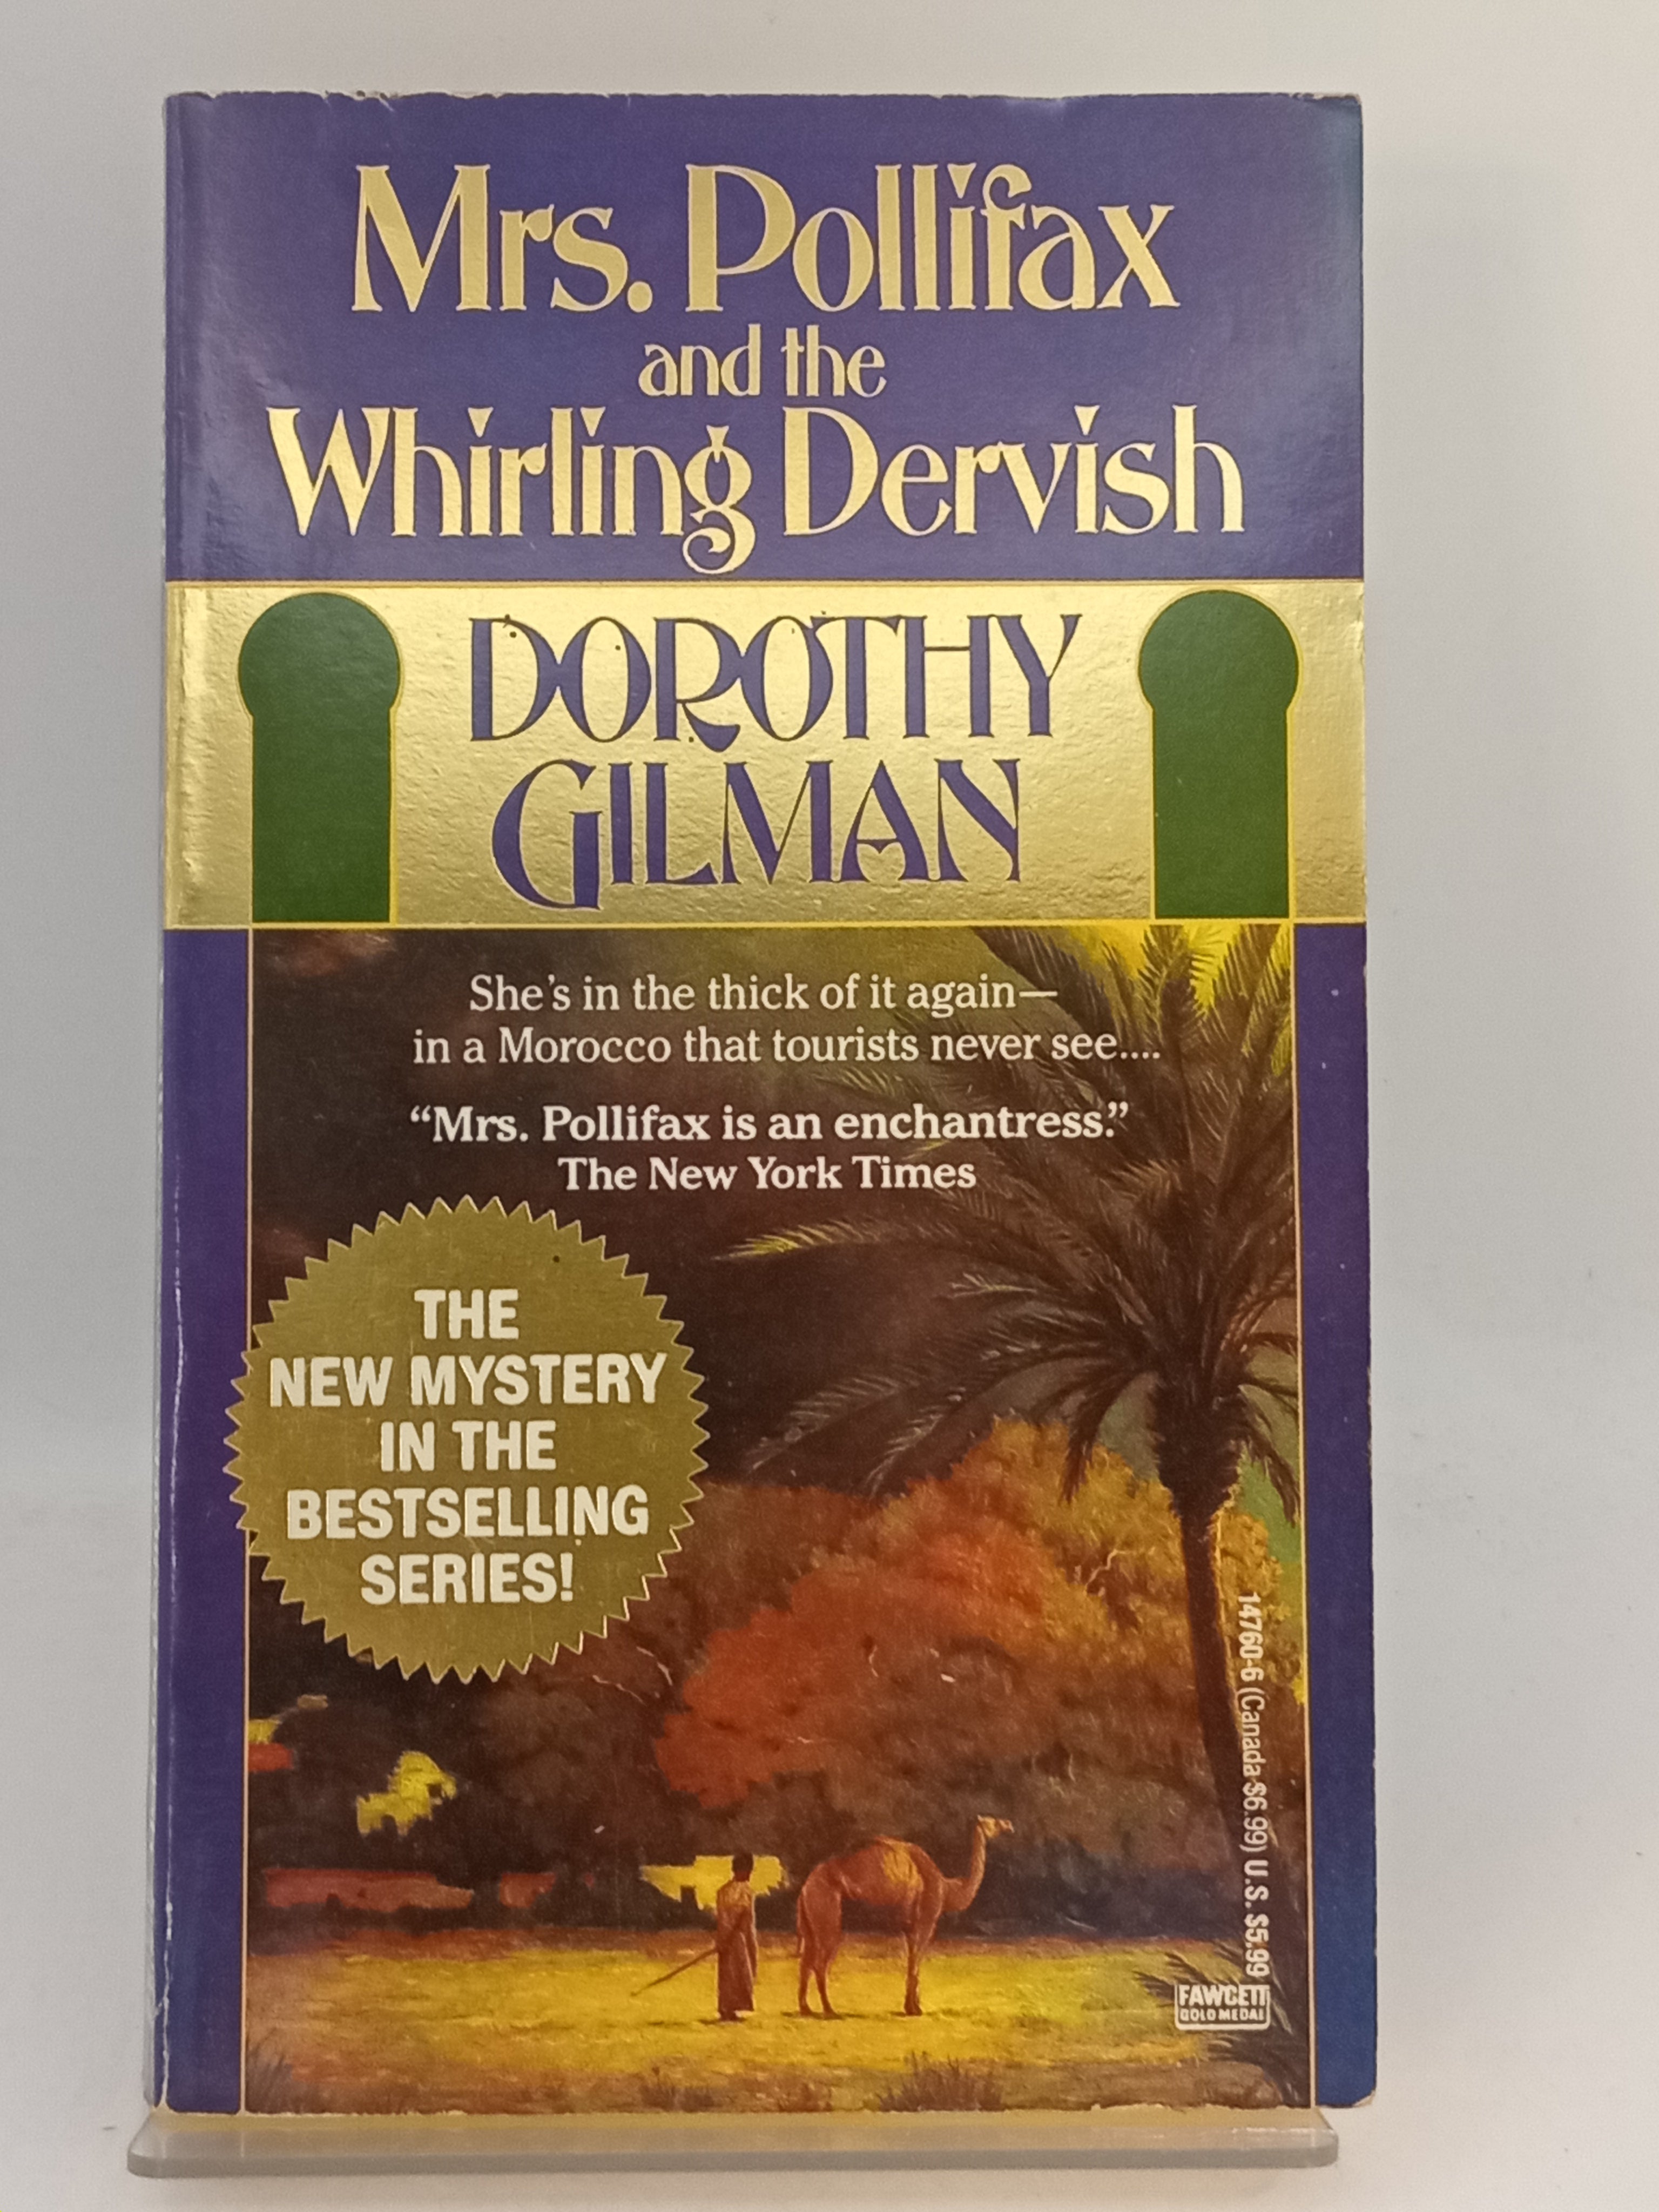 Mrs. Pollifax
and the
Whirling Dervish
DOROTHY
GILMAN
She's in the thick of it again—
in a Morocco that tourists never see....
“Mrs. Pollifax is an enchantress.”
The New York Times
THE
NEW MYSTERY
IN THE
BESTSELLING
SERIES!
14760-6 (Canada $6.99) U.S. $5.99
FAWCETT
GOLD MEDAL